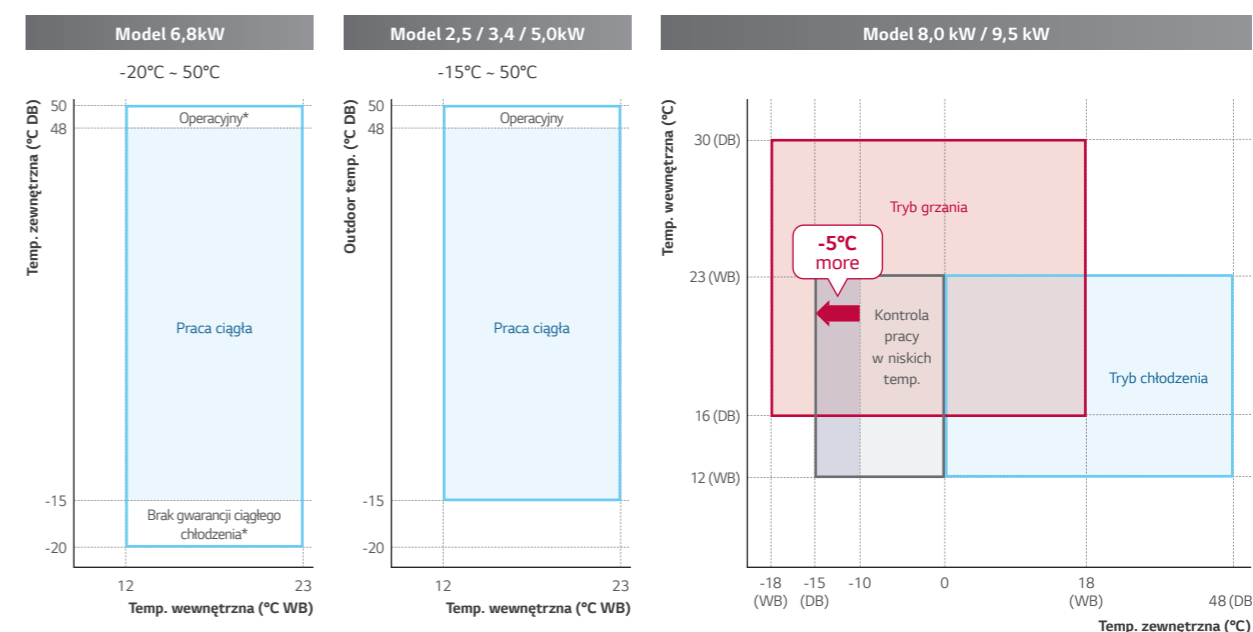 Model 6,8kW
-20°C ~ 50°C
Temp. zewnętrzna (°C DB)
50
48
-15
-20
Operacyjny*
Praca ciągła
Brak gwarancji ciągłego
chłodzenia*
12
23
Temp. wewnętrzna (°C WB)
Model 2,5 / 3,4 / 5,0kW
-15°C ~ 50°C
Outdoor temp. (°C DB)
50
48
-15
-20
Operacyjny
Praca ciągła
12
23
Temp. wewnętrzna (°C WB)
Model 8,0 kW / 9,5 kW
Temp. wewnętrzna (°C)
30 (DB)
23 (WB)
16 (DB)
12 (WB)
Tryb grzania
-5°C
more
Kontrola
pracy
w niskich
temp.
Tryb chłodzenia
-18
(WB)
-15
(DB)
-10
0
18
(WB)
48 (DB
Temp. zewnętrzna (°C)